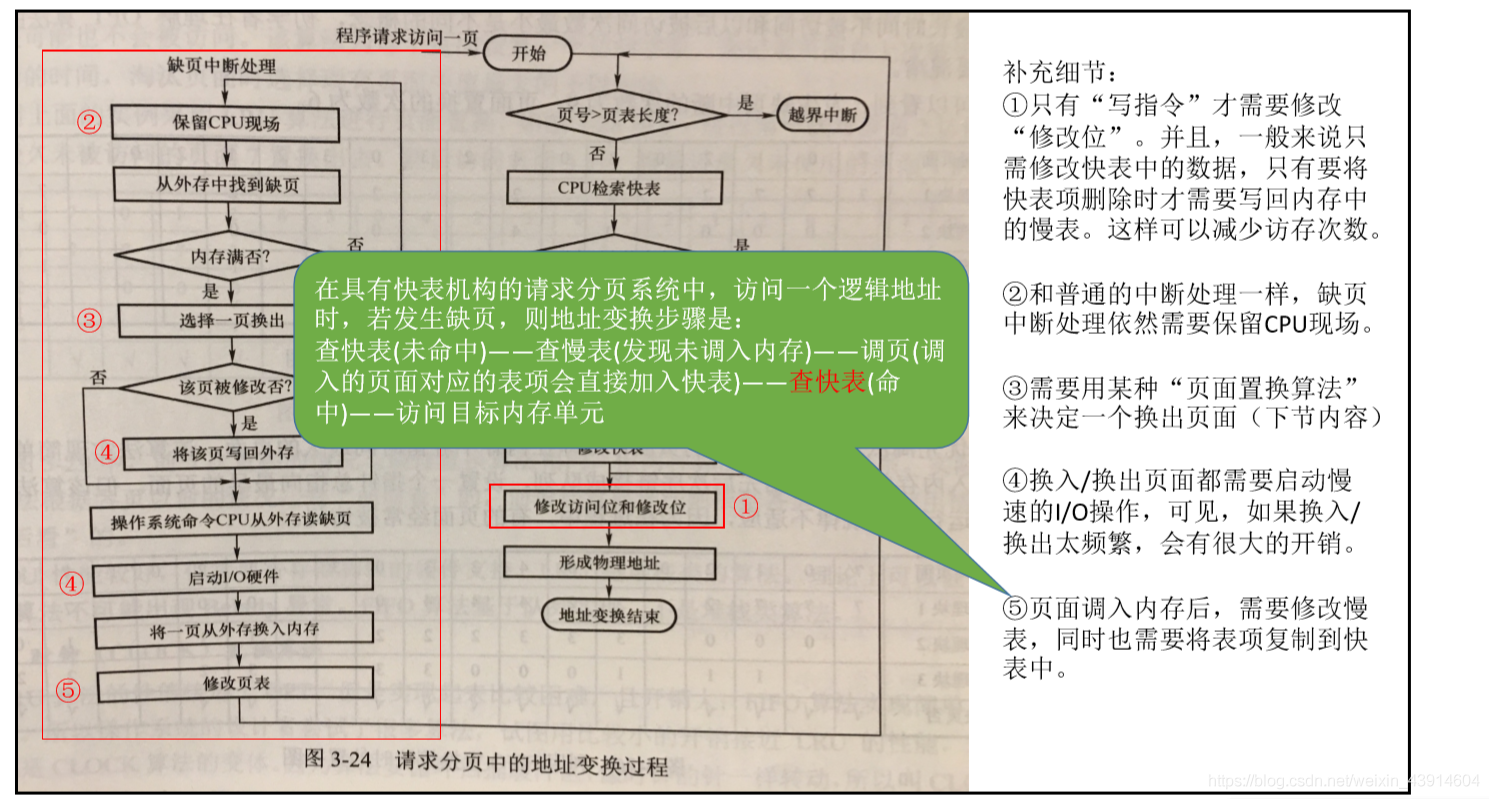 程序请求访问一页
开始
缺页中断处理
页号>页表长度?
是
越界中断
②
保留CPU现场
否
从外存中找到缺页
CPU检索快表
内存满否?
否
是
是
③
选择一页换出
否
该页被修改否?
是
④
将该页写回外存
修改快表
修改访问位和修改位
①
操作系统命令CPU从外存读缺页
形成物理地址
④
启动I/O硬件
地址变换结束
将一页从外存换入内存
⑤
修改页表
图 3-24 请求分页中的地址变换过程
在具有快表机构的请求分页系统中，访问一个逻辑地址
时，若发生缺页，则地址变换步骤是：
查快表(未命中)——查慢表(发现未调入内存)——调页(调
入的页面对应的表项会直接加入快表)——查快表(命
中)——访问目标内存单元
补充细节：
①只有“写指令”才需要修改
“修改位”。并且，一般来说只
需修改快表中的数据，只有要将
快表项删除时才需要写回内存中
的慢表。这样可以减少访存次数。
②和普通的中断处理一样，缺页
中断处理依然需要保留CPU现场。
③需要用某种“页面置换算法”
来决定一个换出页面（下节内容）
④换入/换出页面都需要启动慢
速的I/O操作，可见，如果换入/
换出太频繁，会有很大的开销。
⑤页面调入内存后，需要修改慢
表，同时也需要将表项复制到快
表中。
https://blog.csdn.net/weixin_43914604